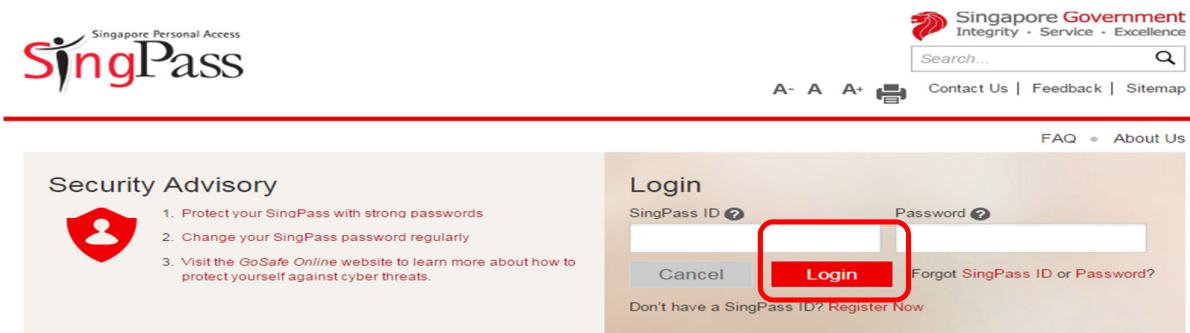 Singapore Personal Access
SingPass
Singapore Government
Integrity · Service · Excellence
Search...
A- A A+ Contact Us | Feedback | Sitemap
FAQ • About Us
Security Advisory
1. Protect your SingPass with strong passwords
2. Change your SingPass password regularly
3. Visit the GoSafe Online website to learn more about how to
protect yourself against cyber threats.
Login
SingPass ID ? Password ?
Cancel Login Forgot SingPass ID or Password?
Don't have a SingPass ID? Register Now